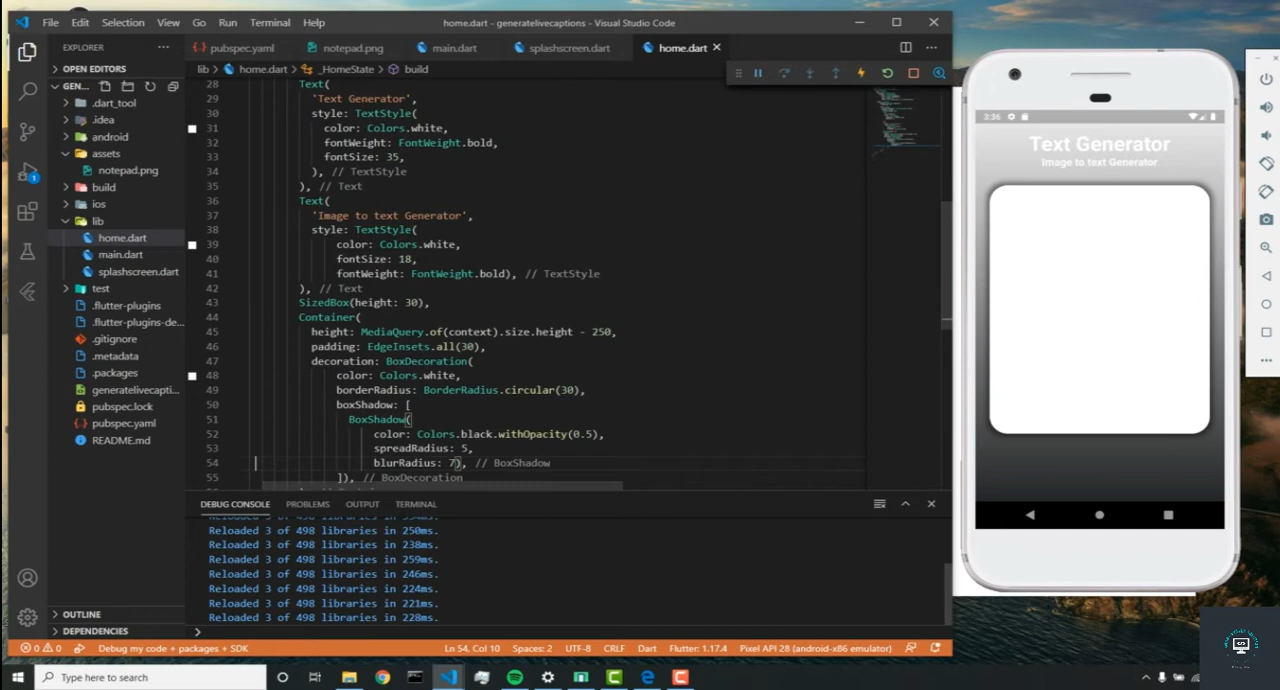 File Edit Selection View Go Run Terminal Help
home.dart - generatelivecaptions - Visual Studio Code
EXPLORER
OPEN EDITORS
GEN...
.dart_tool
.idea
android
assets
notepad.png
build
ios
lib
home.dart
main.dart
splashscreen.dart
test
.flutter-plugins
.flutter-plugins-de...
.gitignore
.metadata
.packages
generatelivecapti...
pubspec.lock
pubspec.yaml
README.md
OUTLINE
DEPENDENCIES
pubspec.yaml notepad.png main.dart splashscreen.dart home.dart
lib > home.dart > _HomeState > build
28 Text(
29 'Text Generator',
30 style: TextStyle(
31 color: Colors.white,
32 fontWeight: FontWeight.bold,
33 fontSize: 35,
34 ), // TextStyle
35 ), // Text
36 Text(
37 'Image to text Generator',
38 style: TextStyle(
39 color: Colors.white,
40 fontSize: 18,
41 fontWeight: FontWeight.bold), // TextStyle
42 ), // Text
43 SizedBox(height: 30),
44 Container(
45 height: MediaQuery.of(context).size.height - 250,
46 padding: EdgeInsets.all(30),
47 decoration: BoxDecoration(
48 color: Colors.white,
49 borderRadius: BorderRadius.circular(30),
50 boxShadow: [
51 BoxShadow(
52 color: Colors.black.withOpacity(0.5),
53 spreadRadius: 5,
54 blurRadius: 7), // BoxShadow
55 ]), // BoxDecoration
DEBUG CONSOLE PROBLEMS OUTPUT TERMINAL
Reloaded 3 of 498 libraries in 250ms.
Reloaded 3 of 498 libraries in 238ms.
Reloaded 3 of 498 libraries in 259ms.
Reloaded 3 of 498 libraries in 246ms.
Reloaded 3 of 498 libraries in 224ms.
Reloaded 3 of 498 libraries in 221ms.
Reloaded 3 of 498 libraries in 228ms.
0 0 Debug my code + packages + SDK
Ln 54, Col 10 Spaces: 2 UTF-8 CRLF Dart Flutter: 1.17.4 Pixel API 28 (android-x86 emulator)
Type here to search
3:36
Text Generator
Image to text Generator